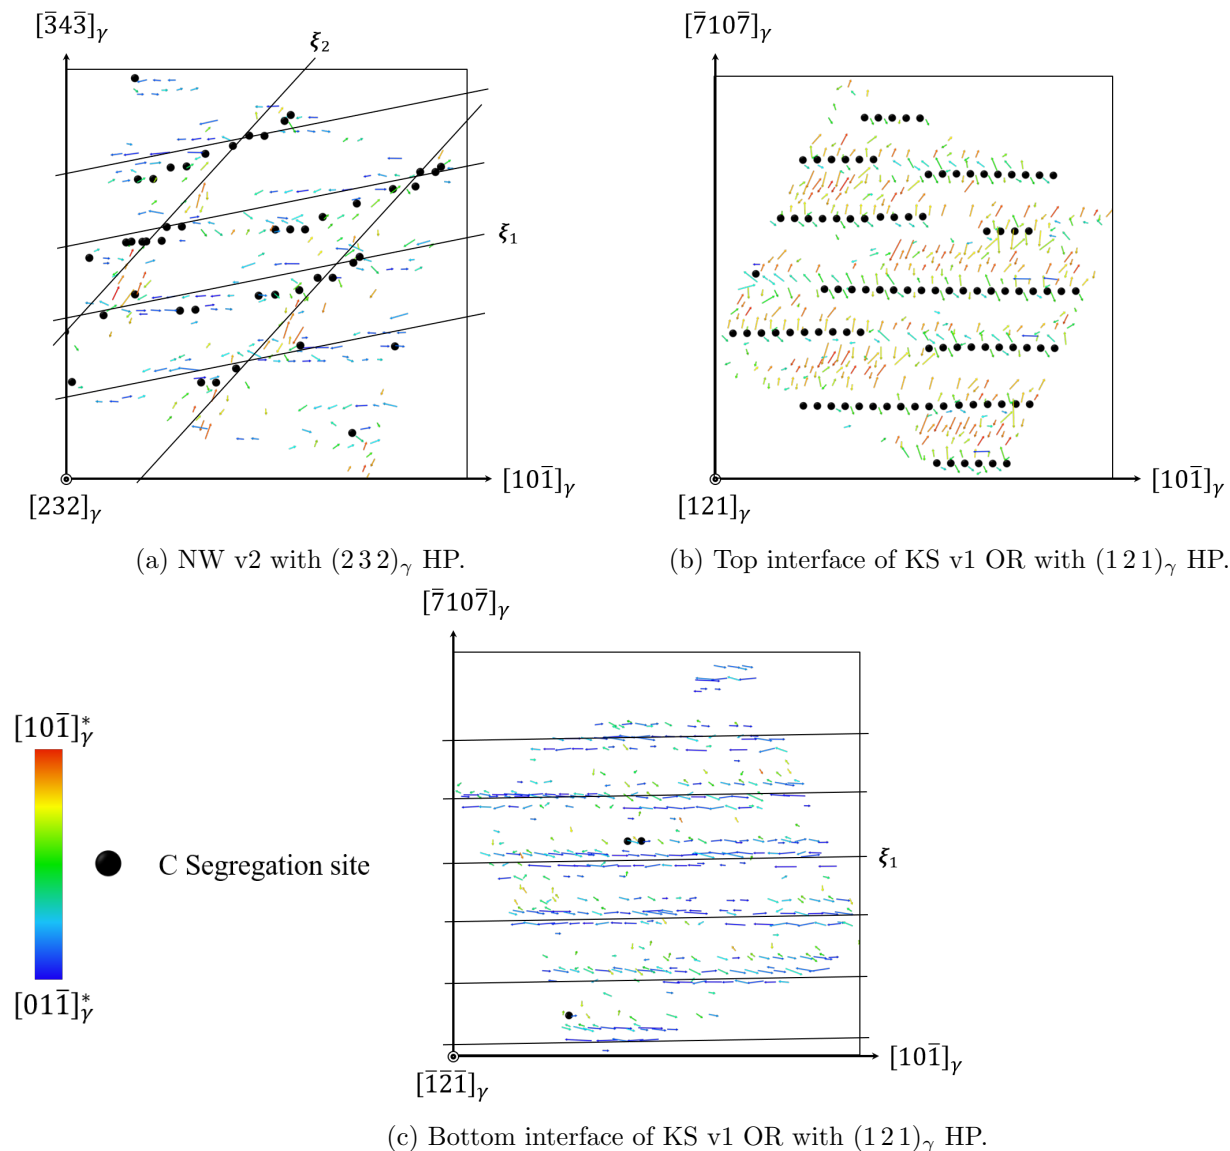 [3̄43̄]γ
ξ₂
ξ₁
[101̄]γ
[232]γ
(a) NW v2 with (2 3 2)γ HP.
[7̄107̄]γ
[101̄]γ
[121]γ
(b) Top interface of KS v1 OR with (1 2 1)γ HP.
[7̄107̄]γ
ξ₁
[101̄]γ
[1̄2̄1̄]γ
[101̄]*γ
C Segregation site
[011̄]*γ
(c) Bottom interface of KS v1 OR with (1 2 1)γ HP.